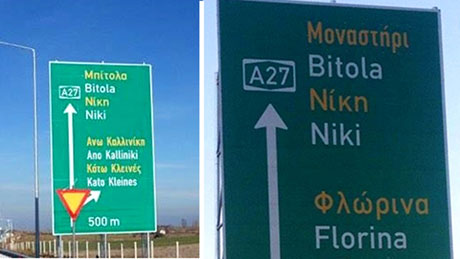 Μπίτολα
Bitola
A27
Νίκη
Niki
Ανω Καλλινίκη
Ano Kalliniki
Κάτω Κλεινές
Kato Kleines
500 m
Μοναστήρι
A27
Bitola
Νίκη
Niki
Φλώρινα
Florina